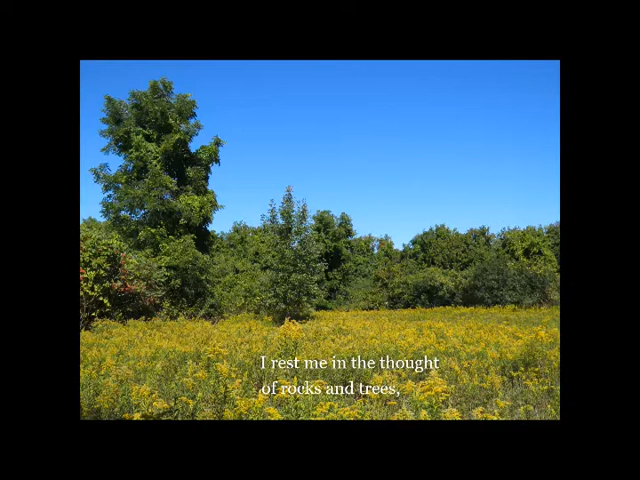 I rest me in the thought
of rocks and trees,